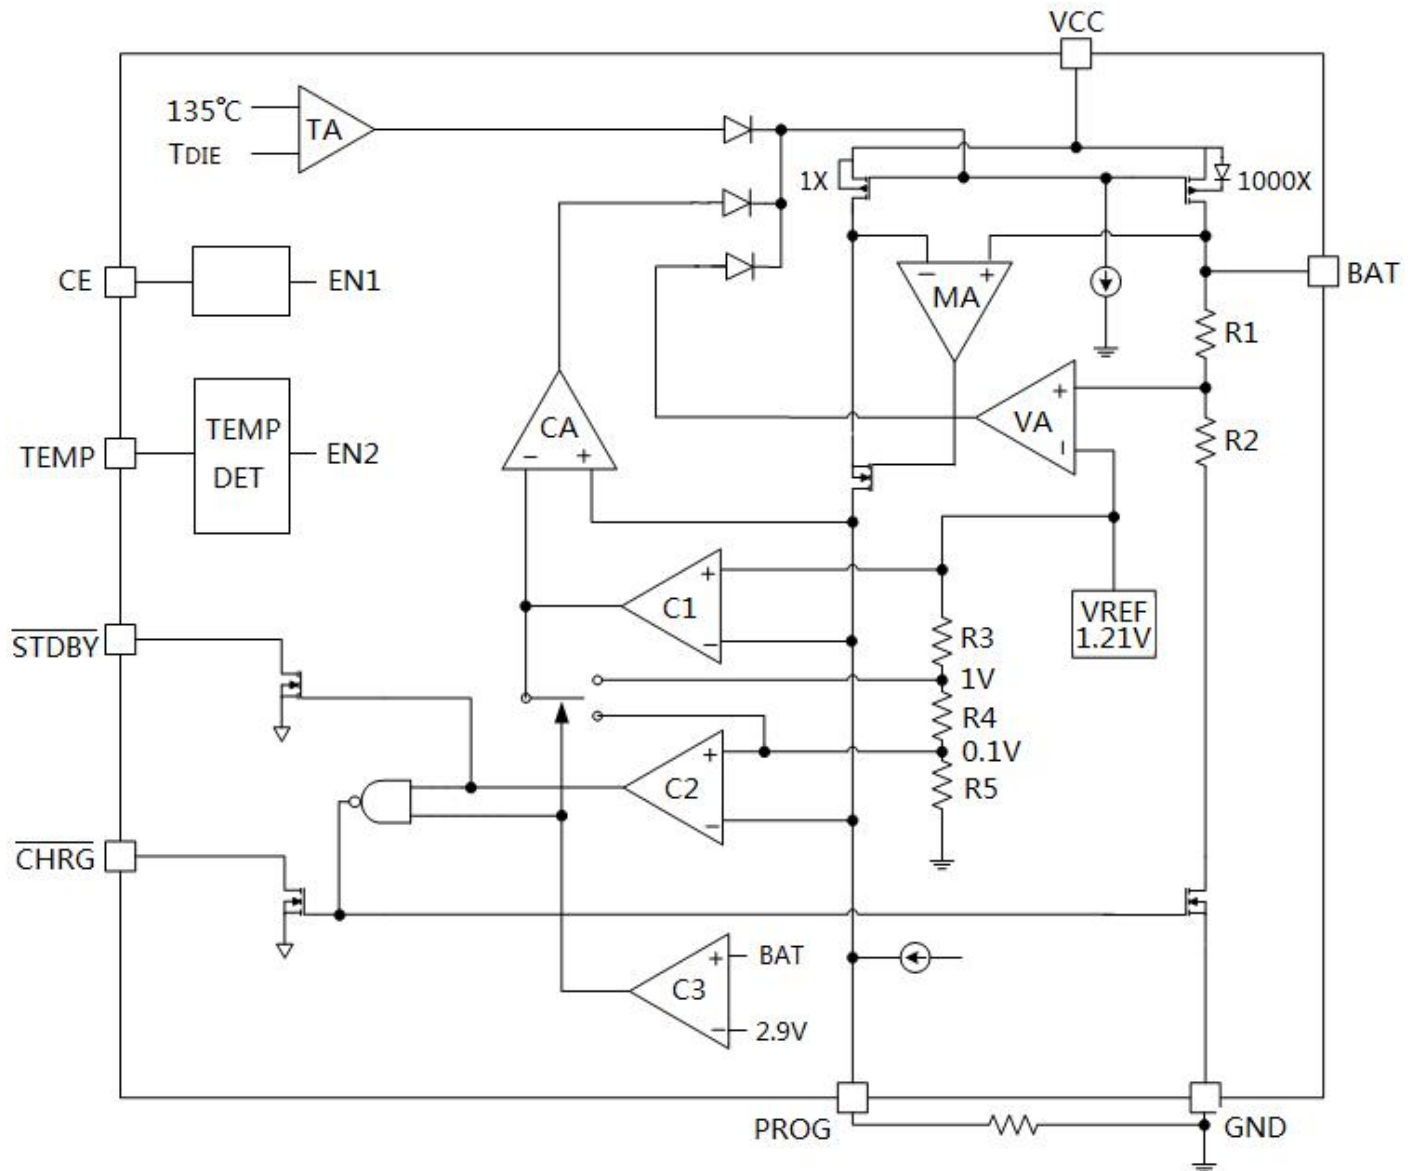 VCC
135℃
TA
TDIE
1X
1000X
CE
EN1
BAT
− +
MA
R1
TEMP
TEMP
DET
EN2
CA
− +
+
VA
−
R2
+
C1
−
R3
VREF
1.21V
STDBY
1V
R4
0.1V
+
C2
−
R5
CHRG
+
BAT
C3
−
2.9V
PROG
GND